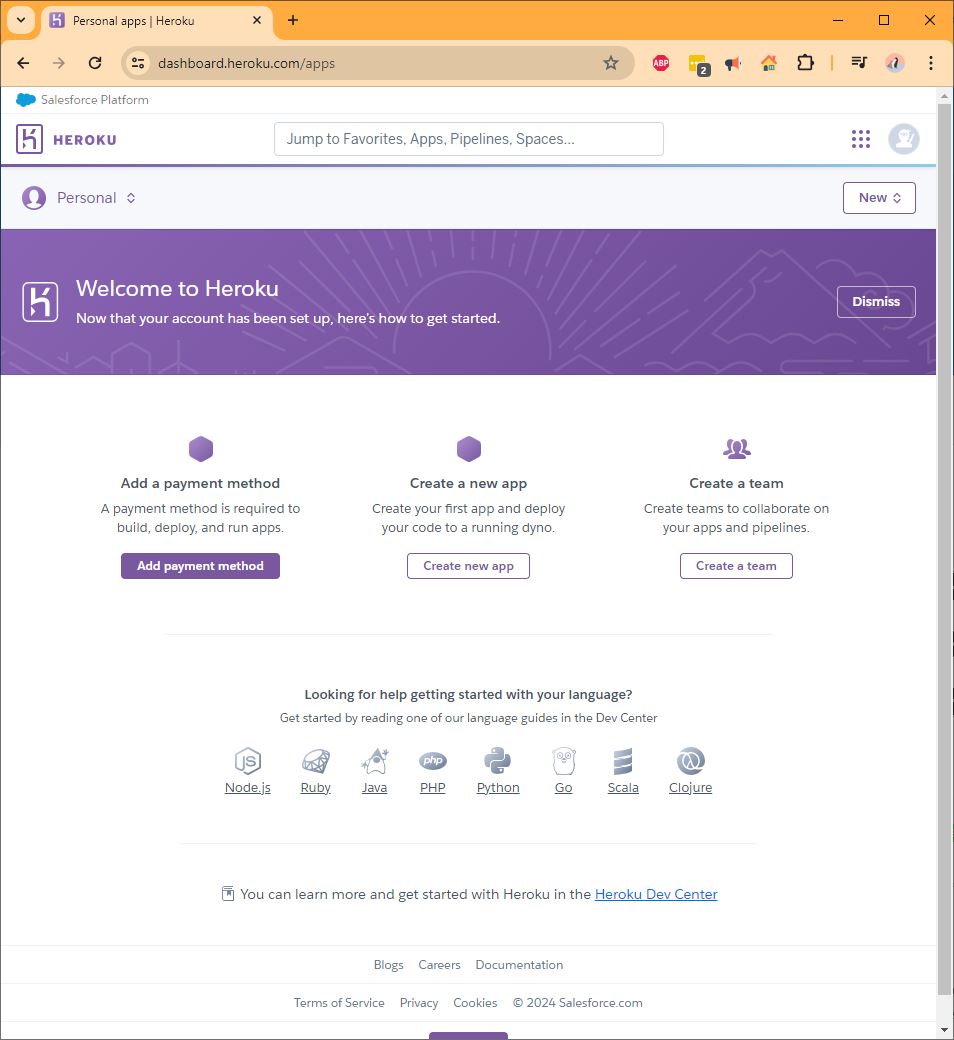 Personal apps | Heroku
dashboard.heroku.com/apps
ABP
2
Salesforce Platform
HEROKU
Jump to Favorites, Apps, Pipelines, Spaces...
Personal
New
Welcome to Heroku
Now that your account has been set up, here's how to get started.
Dismiss
Add a payment method
A payment method is required to
build, deploy, and run apps.
Add payment method
Create a new app
Create your first app and deploy
your code to a running dyno.
Create new app
Create a team
Create teams to collaborate on
your apps and pipelines.
Create a team
Looking for help getting started with your language?
Get started by reading one of our language guides in the Dev Center
JS
php
Node.js Ruby Java PHP Python Go Scala Clojure
You can learn more and get started with Heroku in the Heroku Dev Center
Blogs Careers Documentation
Terms of Service Privacy Cookies © 2024 Salesforce.com